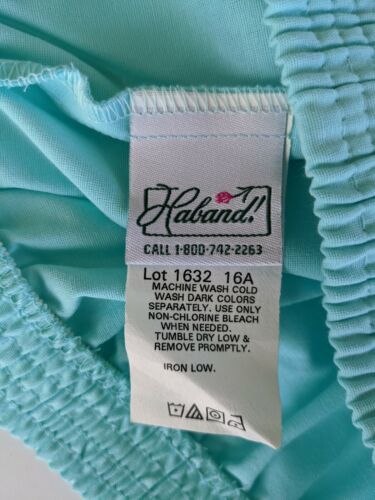 Haband!!
CALL 1-800-742-2263
Lot 1632 16A
MACHINE WASH COLD
WASH DARK COLORS
SEPARATELY. USE ONLY
NON-CHLORINE BLEACH
WHEN NEEDED.
TUMBLE DRY LOW &
REMOVE PROMPTLY.
IRON LOW.